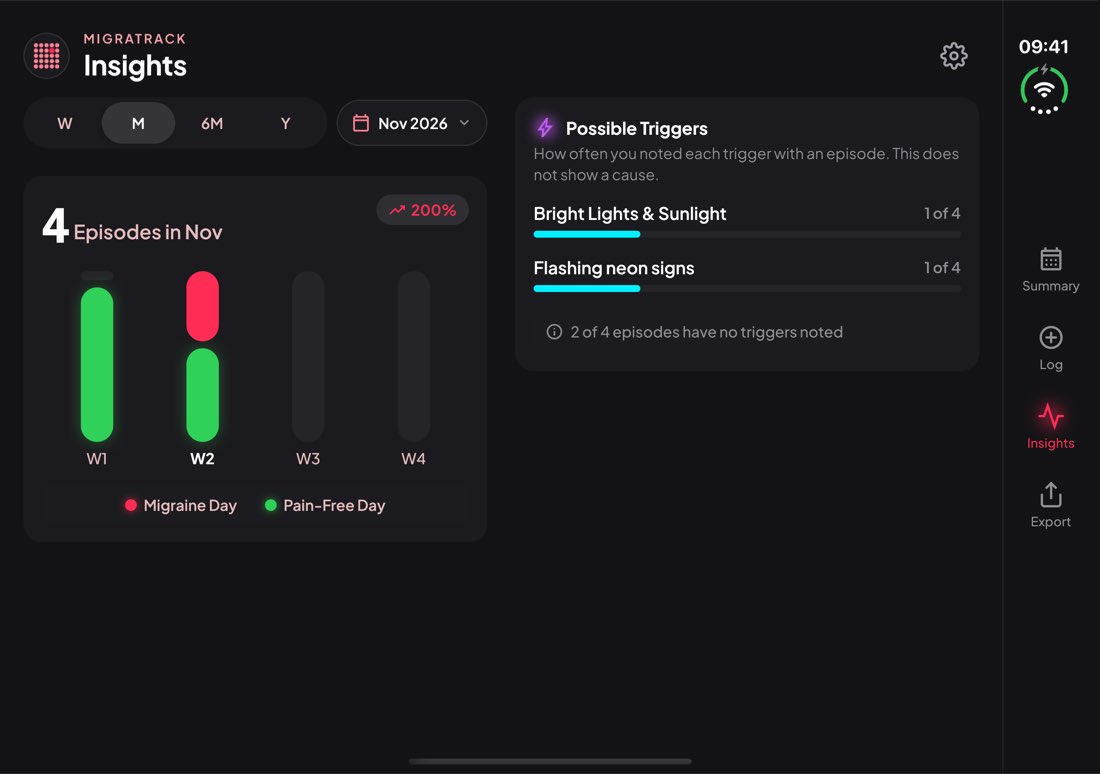 MIGRATRACK
Insights
09:41
W M 6M Y
Nov 2026
4 Episodes in Nov
200%
W1 W2 W3 W4
Migraine Day Pain-Free Day
Possible Triggers
How often you noted each trigger with an episode. This does
not show a cause.
Bright Lights & Sunlight 1 of 4
Flashing neon signs 1 of 4
2 of 4 episodes have no triggers noted
Summary
Log
Insights
Export